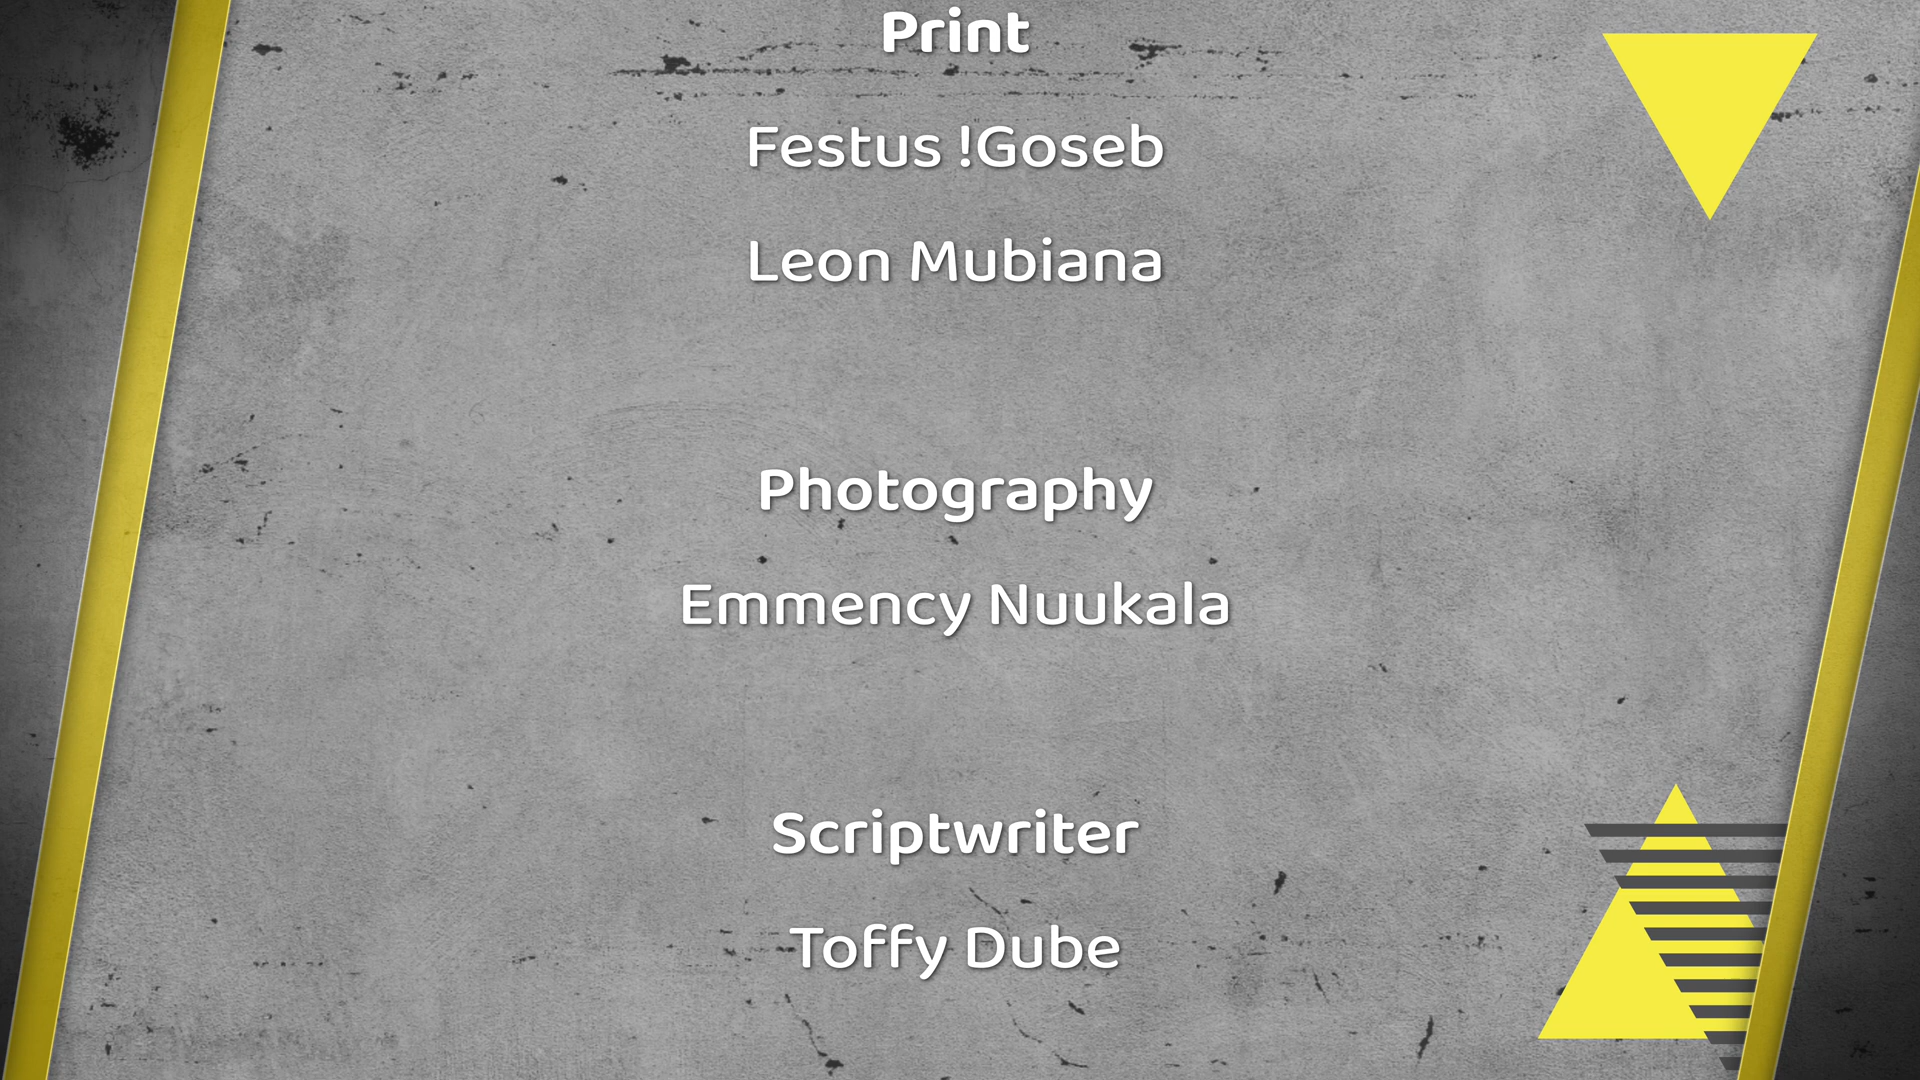 Print
Festus !Goseb
Leon Mubiana
Photography
Emmency Nuukala
Scriptwriter
Toffy Dube